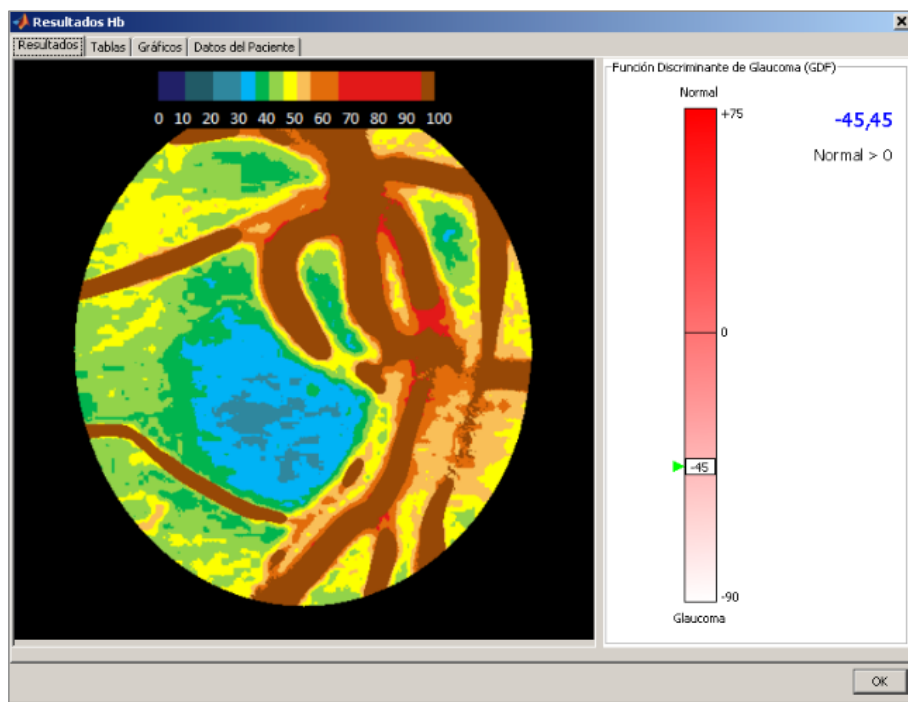 Resultados Hb
Resultados Tablas Gráficos Datos del Paciente
0 10 20 30 40 50 60 70 80 90 100
Función Discriminante de Glaucoma (GDF)
Normal
+75
-45,45
Normal > 0
0
-45
-90
Glaucoma
OK